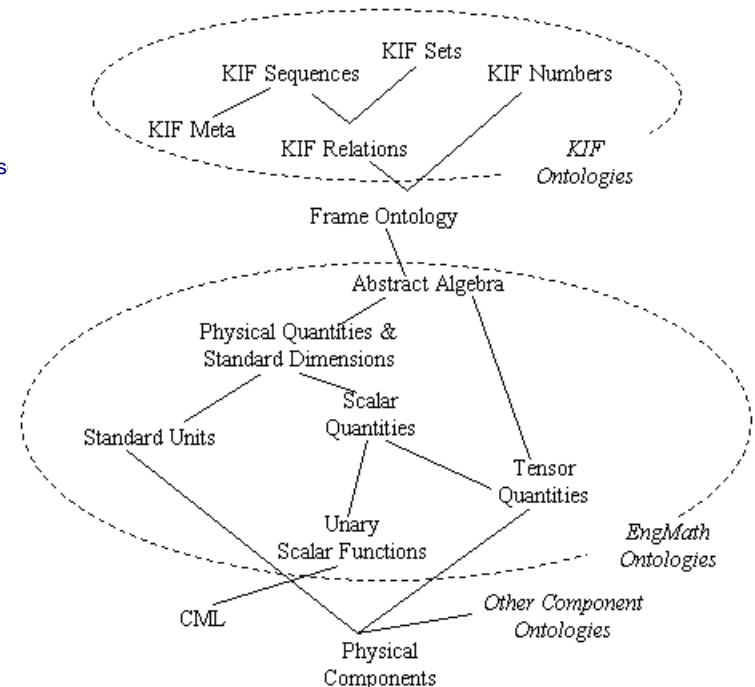 KIF Sets
KIF Sequences
KIF Numbers
KIF Meta
KIF Relations
KIF
Ontologies
s
Frame Ontology
Abstract Algebra
Physical Quantities &
Standard Dimensions
Scalar
Quantities
Standard Units
Tensor
Quantities
Unary
Scalar Functions
EngMath
Ontologies
CML
Other Component
Ontologies
Physical
Components